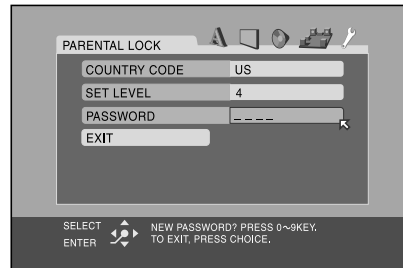 PARENTAL LOCK
COUNTRY CODE US
SET LEVEL 4
PASSWORD _ _ _ _
EXIT
SELECT
ENTER
NEW PASSWORD? PRESS 0~9KEY.
TO EXIT, PRESS CHOICE.